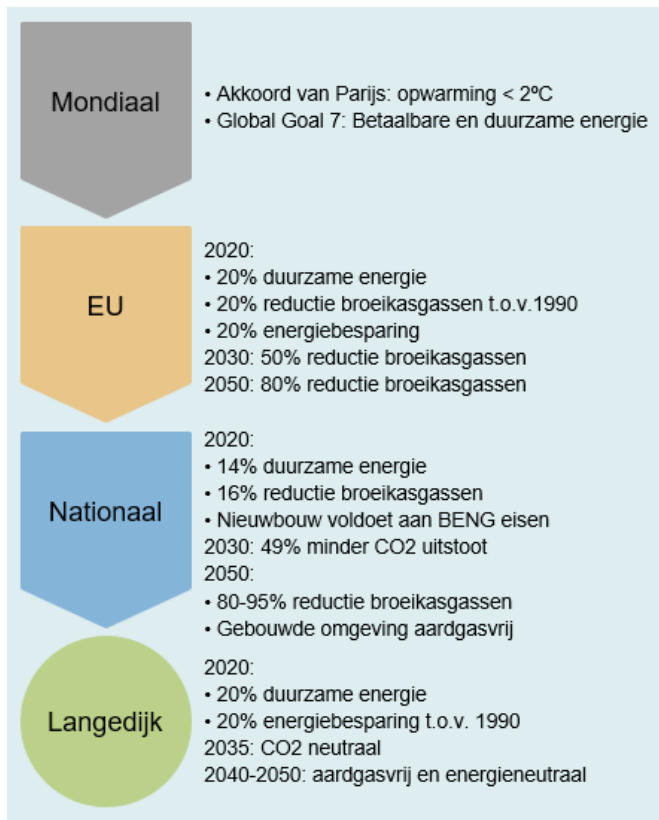 Mondiaal
• Akkoord van Parijs: opwarming < 2ºC
• Global Goal 7: Betaalbare en duurzame energie
EU
2020:
• 20% duurzame energie
• 20% reductie broeikasgassen t.o.v.1990
• 20% energiebesparing
2030: 50% reductie broeikasgassen
2050: 80% reductie broeikasgassen
Nationaal
2020:
• 14% duurzame energie
• 16% reductie broeikasgassen
• Nieuwbouw voldoet aan BENG eisen
2030: 49% minder CO2 uitstoot
2050:
• 80-95% reductie broeikasgassen
• Gebouwde omgeving aardgasvrij
Langedijk
2020:
• 20% duurzame energie
• 20% energiebesparing t.o.v. 1990
2035: CO2 neutraal
2040-2050: aardgasvrij en energieneutraal